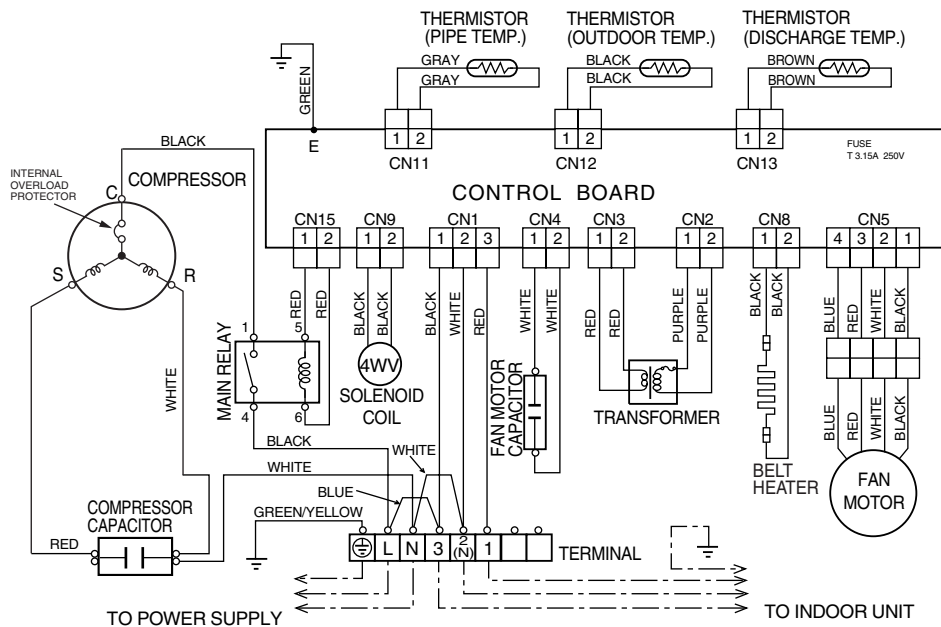 THERMISTOR
(PIPE TEMP.)
THERMISTOR
(OUTDOOR TEMP.)
THERMISTOR
(DISCHARGE TEMP.)
GRAY
GRAY
BLACK
BLACK
BROWN
BROWN
GREEN
E
1 2
CN11
1 2
CN12
1 2
CN13
FUSE
T 3.15A 250V
BLACK
INTERNAL
OVERLOAD
PROTECTOR
C
COMPRESSOR
S
R
CONTROL BOARD
CN15
1 2
CN9
1 2
CN1
1 2 3
CN4
1 2
CN3
1 2
CN2
1 2
CN8
1 2
CN5
4 3 2 1
RED
RED
BLACK
BLACK
BLACK
WHITE
RED
WHITE
WHITE
RED
RED
PURPLE
PURPLE
BLACK
BLACK
BLUE
RED
WHITE
BLACK
MAIN RELAY
1
5
4
6
4WV
SOLENOID
COIL
FAN MOTOR
CAPACITOR
TRANSFORMER
BELT
HEATER
BLUE
RED
WHITE
BLACK
FAN
MOTOR
WHITE
BLACK
WHITE
WHITE
BLUE
GREEN/YELLOW
COMPRESSOR
CAPACITOR
RED
WHITE
L N 3 2(N) 1
TERMINAL
TO POWER SUPPLY
TO INDOOR UNIT